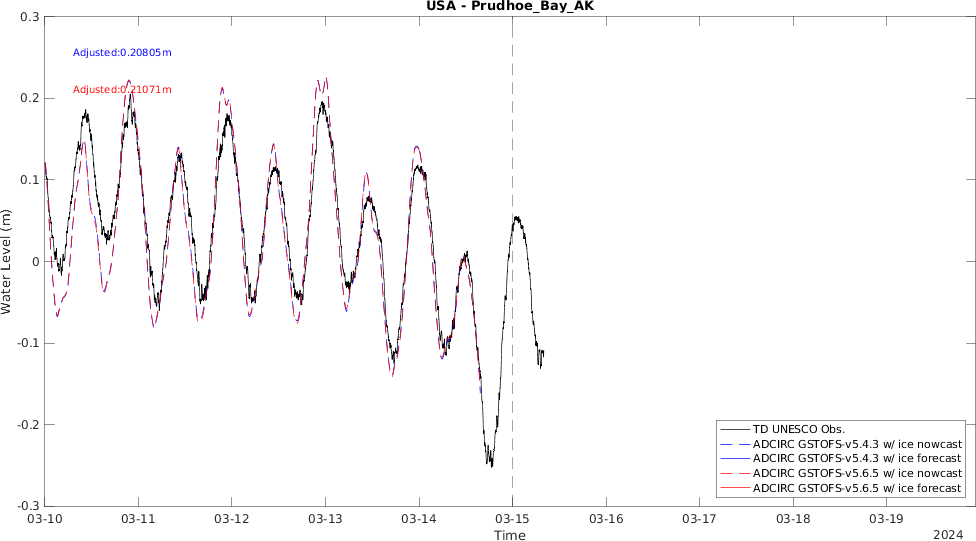 USA - Prudhoe_Bay_AK
0.3
Adjusted:0.20805m
Adjusted:0.21071m
0.2
0.1
0
-0.1
-0.2
-0.3
Water Level (m)
TD UNESCO Obs.
ADCIRC GSTOFS-v5.4.3 w/ ice nowcast
ADCIRC GSTOFS-v5.4.3 w/ ice forecast
ADCIRC GSTOFS-v5.6.5 w/ ice nowcast
ADCIRC GSTOFS-v5.6.5 w/ ice forecast
03-10 03-11 03-12 03-13 03-14 03-15 03-16 03-17 03-18 03-19
Time
2024